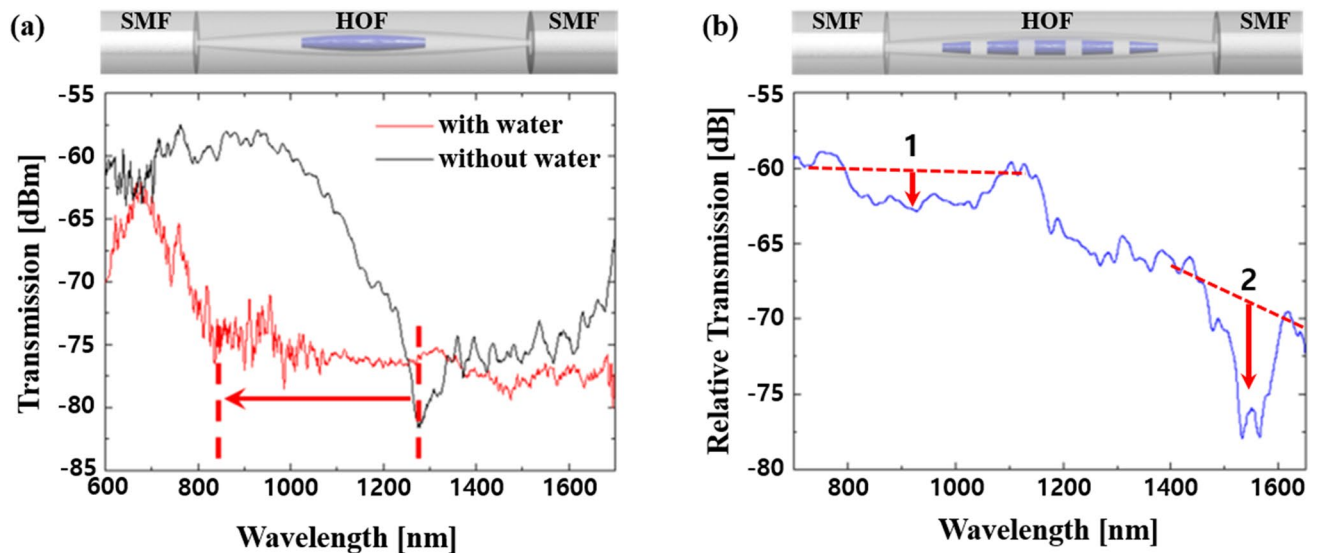 (a)
SMF
HOF
SMF
-55
-60
-65
-70
-75
-80
-85
Transmission [dBm]
with water
without water
600
800
1000
1200
1400
1600
Wavelength [nm]
(b)
SMF
HOF
SMF
-55
-60
-65
-70
-75
-80
Relative Transmission [dB]
1
2
800
1000
1200
1400
1600
Wavelength [nm]